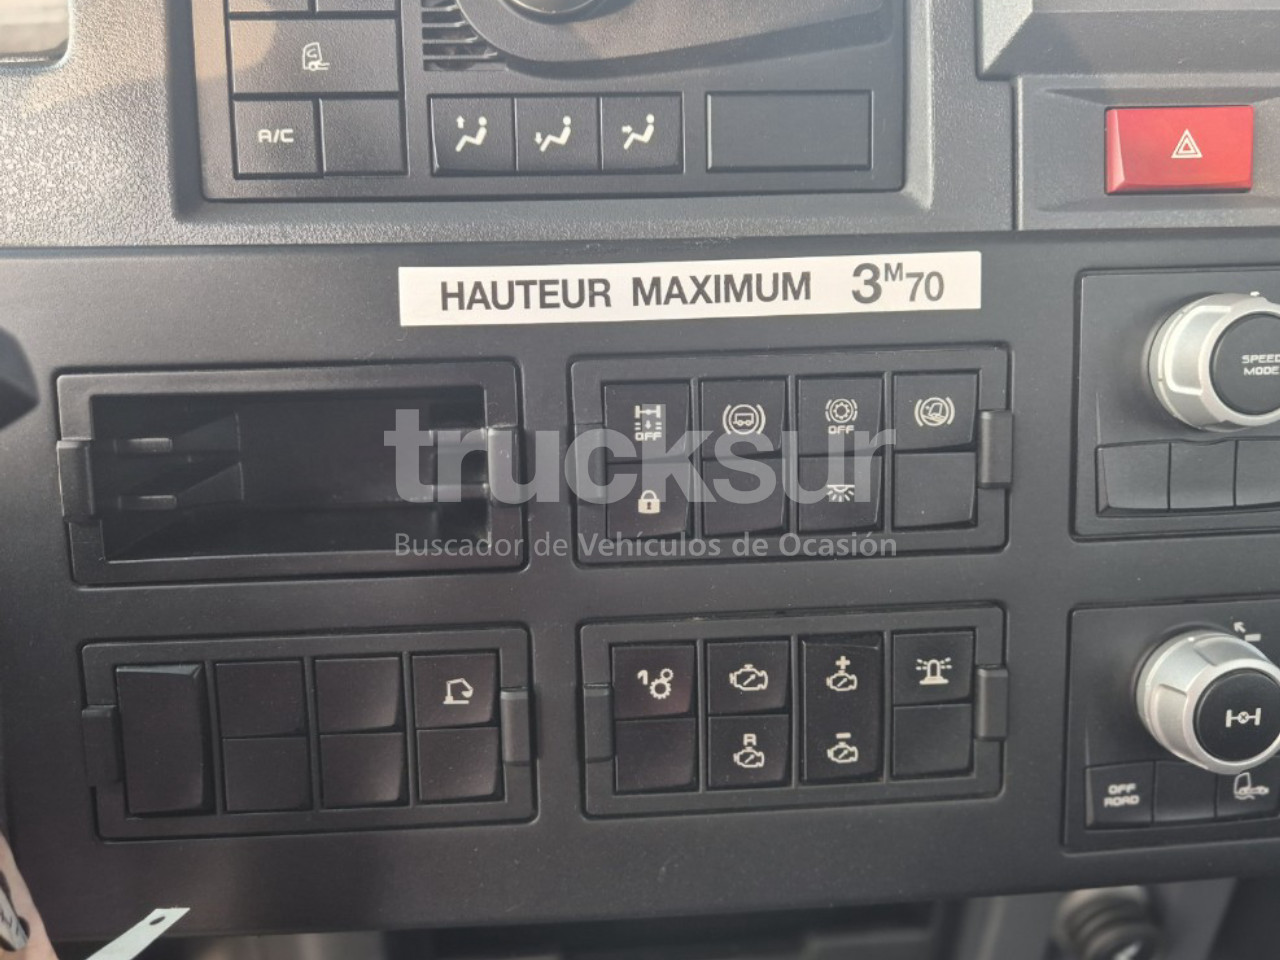 A/C
HAUTEUR MAXIMUM 3M70
SPEED
MODE
OFF
OFF
trucksur
Buscador de Vehículos de Ocasión
R
OFF
ROAD